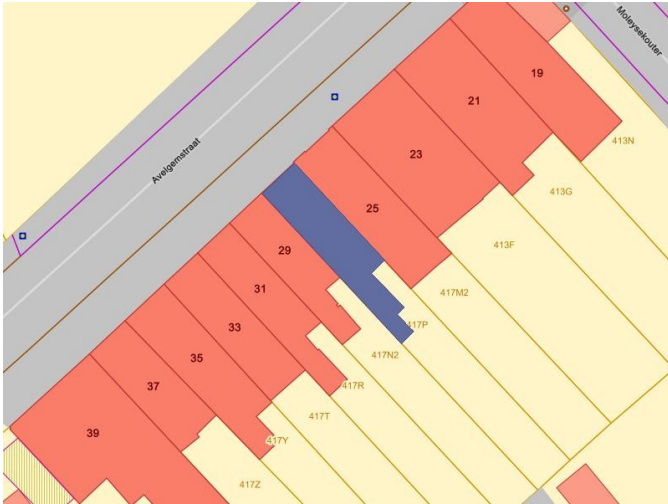 Moleysekouter
19
21
413N
Avelgemstraat
23
413G
25
413F
29
417M2
31
417P
33
417N2
35
417R
37
417T
39
417Y
417Z